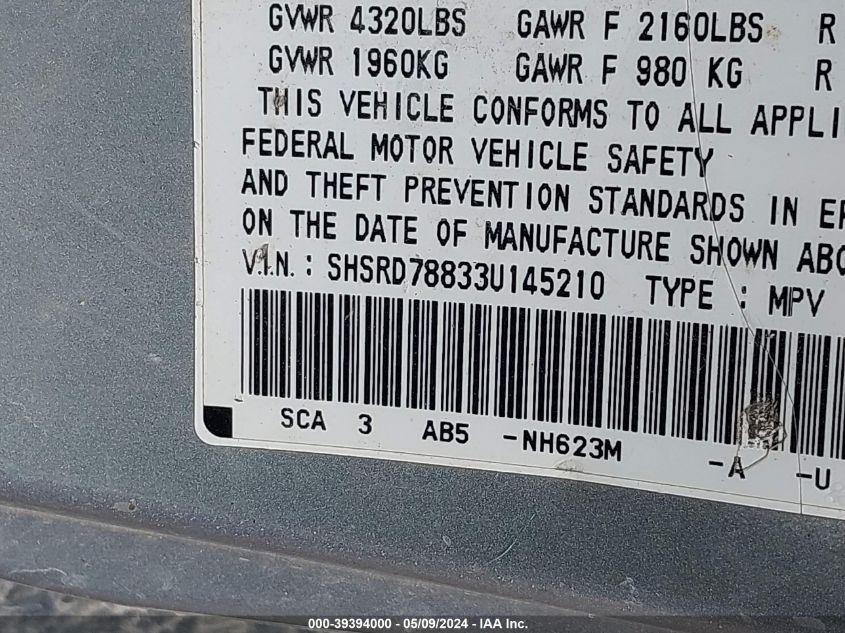 GVWR 4320LBS GAWR F 2160LBS R
GVWR 1960KG GAWR F 980 KG R
THIS VEHICLE CONFORMS TO ALL APPLI
FEDERAL MOTOR VEHICLE SAFETY
AND THEFT PREVENTION STANDARDS IN EF
ON THE DATE OF MANUFACTURE SHOWN ABO
V.I.N. : SHSRD78833U145210 TYPE : MPV
SCA 3 AB5 -NH623M -A -U
000-39394000 - 05/09/2024 - IAA Inc.